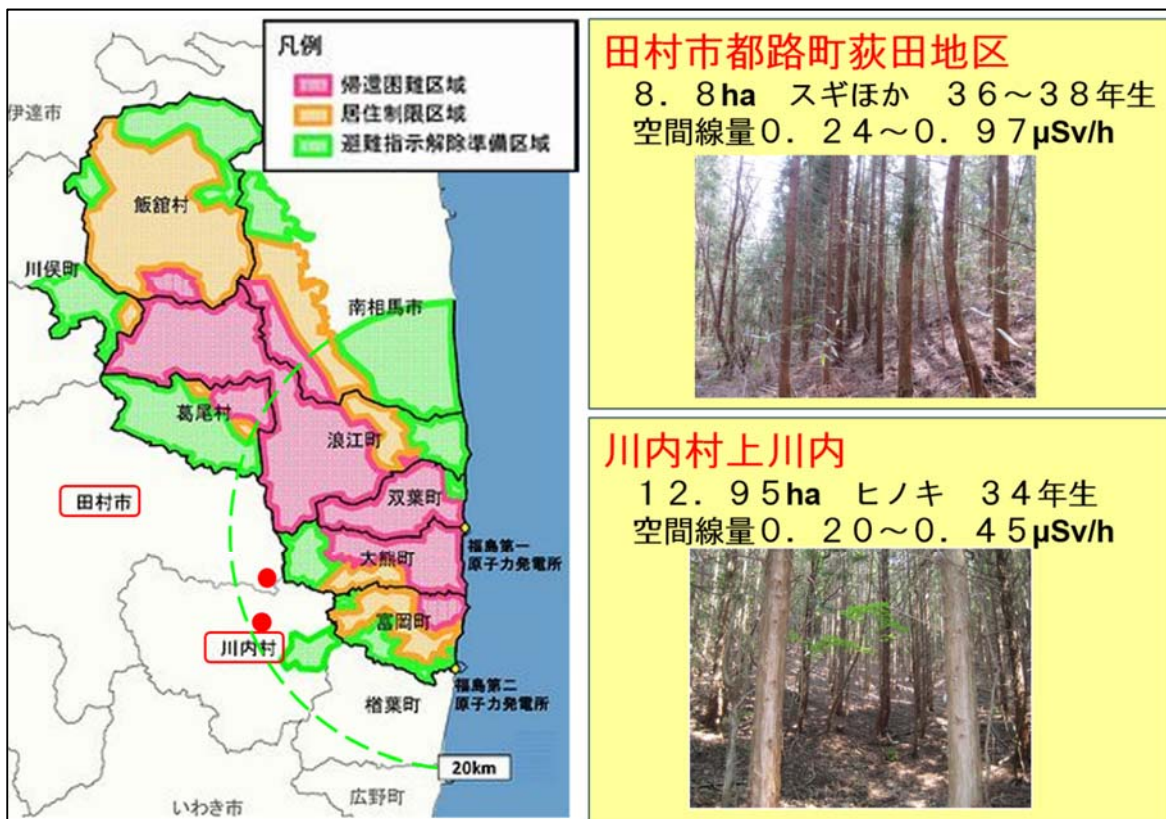 凡例
帰還困難区域
居住制限区域
避難指示解除準備区域
伊達市
飯舘村
川俣町
南相馬市
葛尾村
浪江町
田村市
双葉町
福島第一
原子力発電所
大熊町
富岡町
川内村
福島第二
原子力発電所
楢葉町
20km
広野町
いわき市
田村市都路町荻田地区
8.8ha スギほか 36~38年生
空間線量0.24~0.97μSv/h
川内村上川内
12.95ha ヒノキ 34年生
空間線量0.20~0.45μSv/h